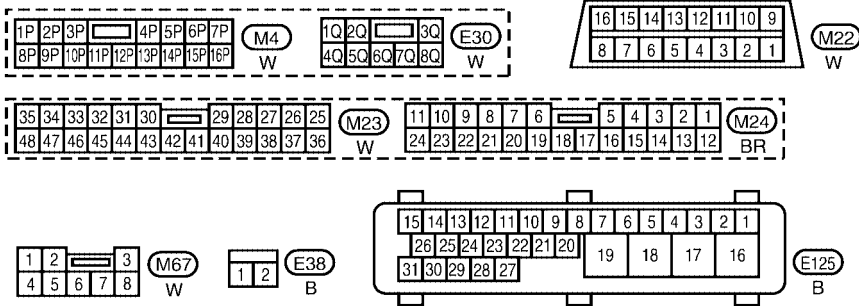 1P 2P 3P 4P 5P 6P 7P
8P 9P 10P 11P 12P 13P 14P 15P 16P
M4
W
1Q 2Q 3Q
4Q 5Q 6Q 7Q 8Q
E30
W
16 15 14 13 12 11 10 9
8 7 6 5 4 3 2 1
M22
W
35 34 33 32 31 30 29 28 27 26 25
48 47 46 45 44 43 42 41 40 39 38 37 36
M23
W
11 10 9 8 7 6 5 4 3 2 1
24 23 22 21 20 19 18 17 16 15 14 13 12
M24
BR
1 2 3
4 5 6 7 8
M67
W
1 2
E38
B
15 14 13 12 11 10 9 8 7 6 5 4 3 2 1
26 25 24 23 22 21 20 19 18 17 16
31 30 29 28 27
E125
B